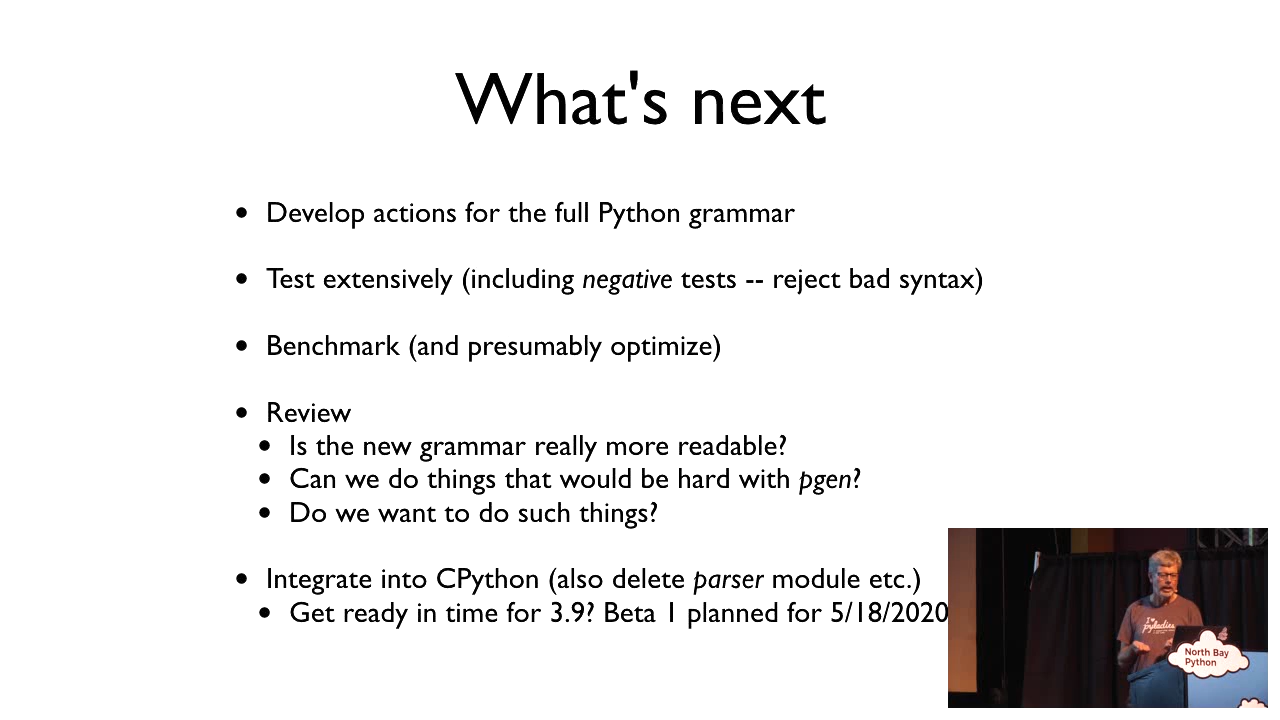 What's next
• Develop actions for the full Python grammar
• Test extensively (including negative tests -- reject bad syntax)
• Benchmark (and presumably optimize)
• Review
• Is the new grammar really more readable?
• Can we do things that would be hard with pgen?
• Do we want to do such things?
• Integrate into CPython (also delete parser module etc.)
• Get ready in time for 3.9? Beta 1 planned for 5/18/2020
I
pyladies
North Bay
Python